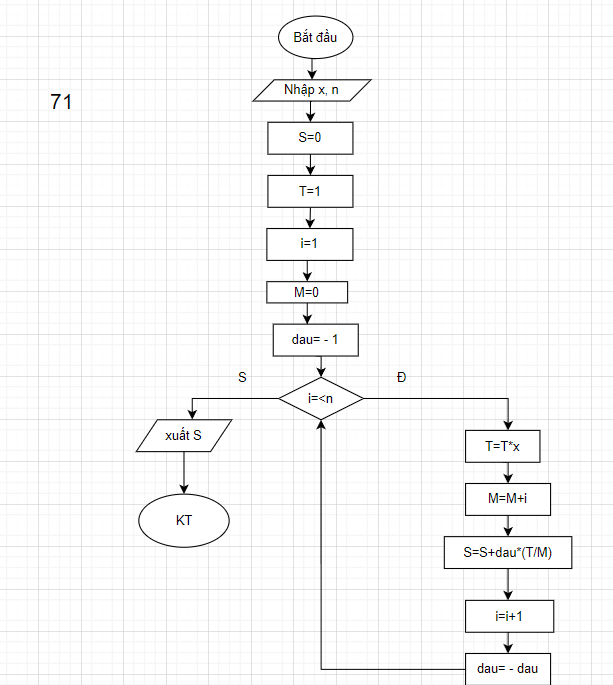 Bắt đầu
Nhập x, n
71
S=0
T=1
i=1
M=0
dau= - 1
S
Đ
i=<n
xuất S
T=T*x
M=M+i
KT
S=S+dau*(T/M)
i=i+1
dau= - dau